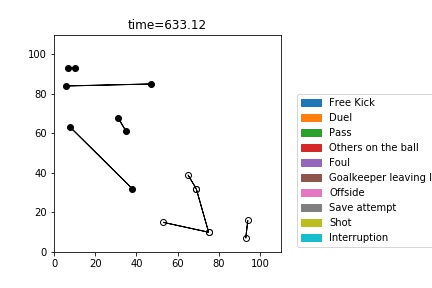 time=633.12
100
80
60
40
20
0
0 20 40 60 80 100
Free Kick
Duel
Pass
Others on the ball
Foul
Goalkeeper leaving l
Offside
Save attempt
Shot
Interruption